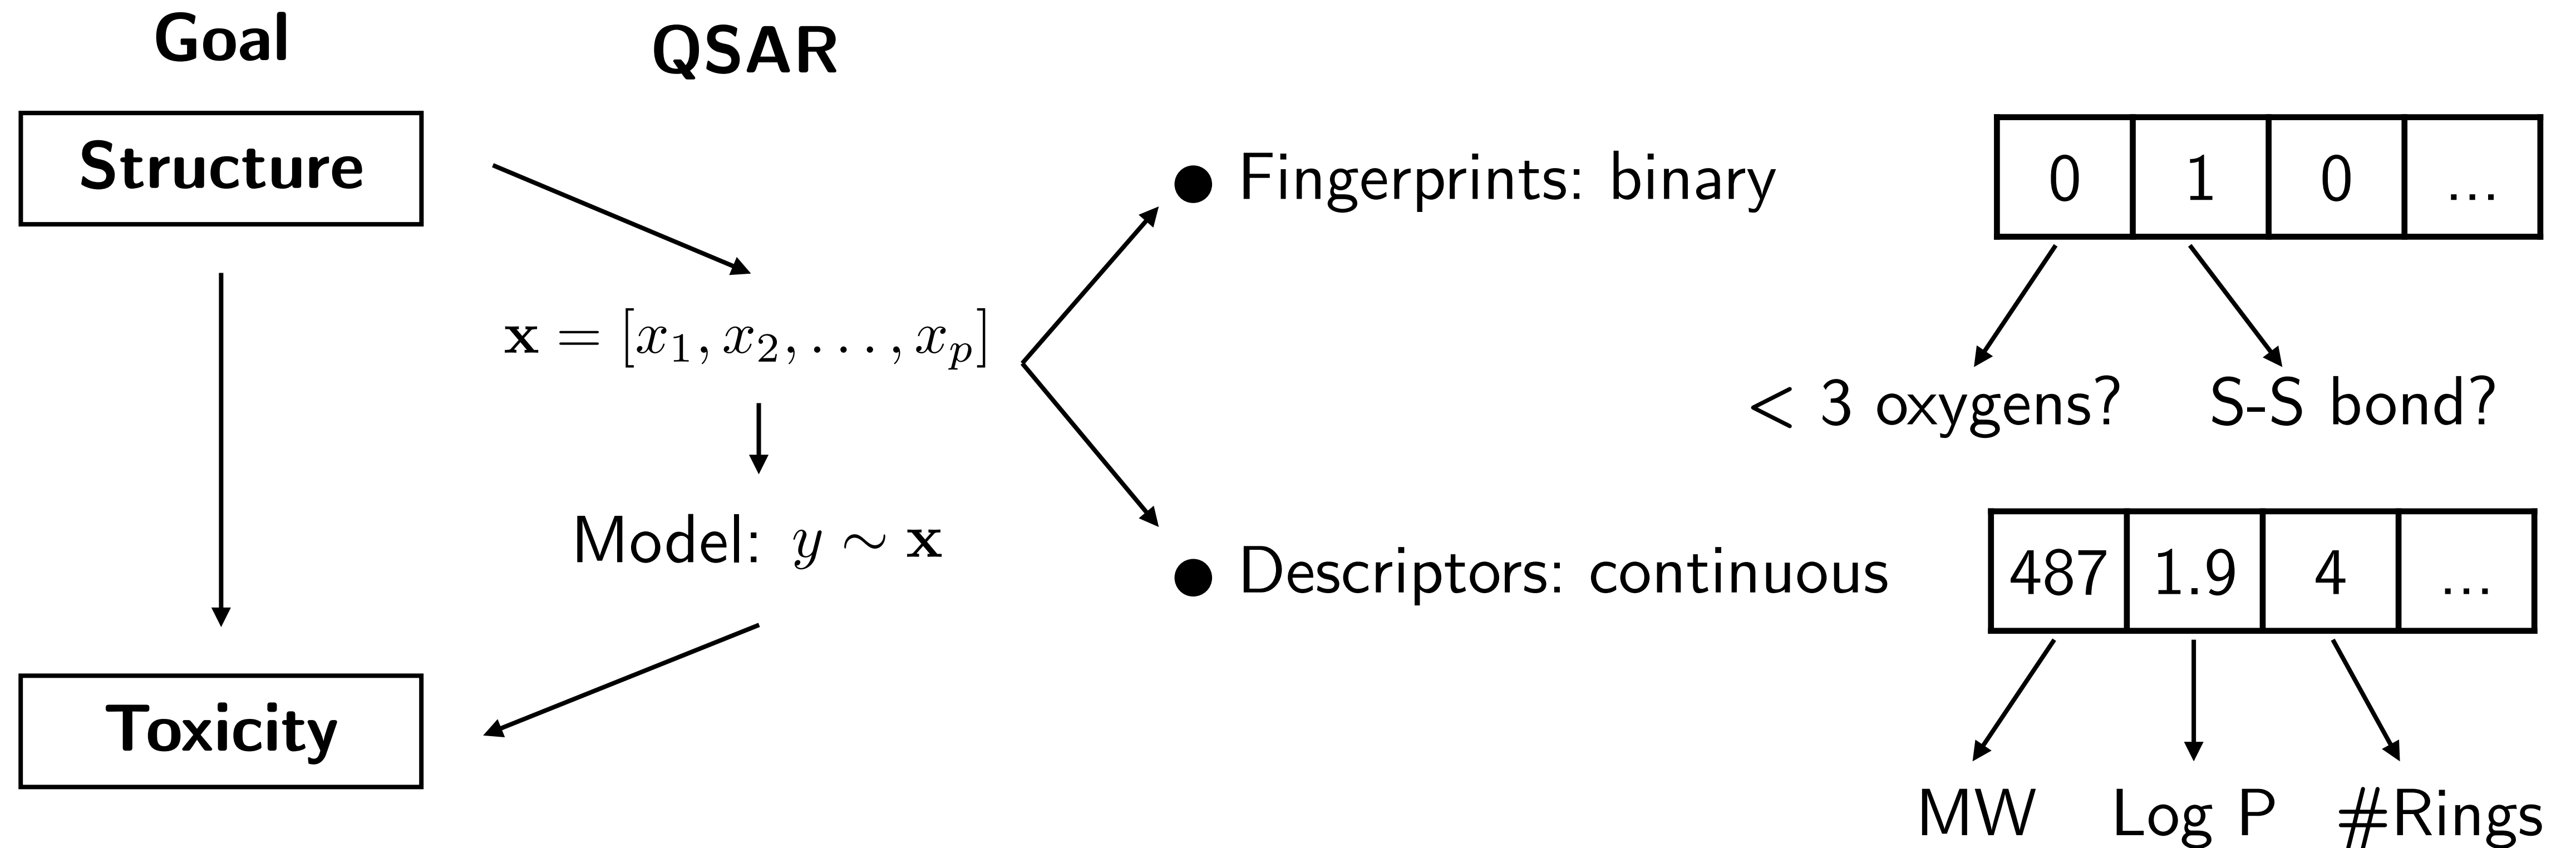 Goal
QSAR
Structure
x = [x₁, x₂, . . . , xₚ]
Model: y ∼ x
Toxicity
● Fingerprints: binary
0 1 0 ...
< 3 oxygens? S-S bond?
● Descriptors: continuous
487 1.9 4 ...
MW Log P #Rings